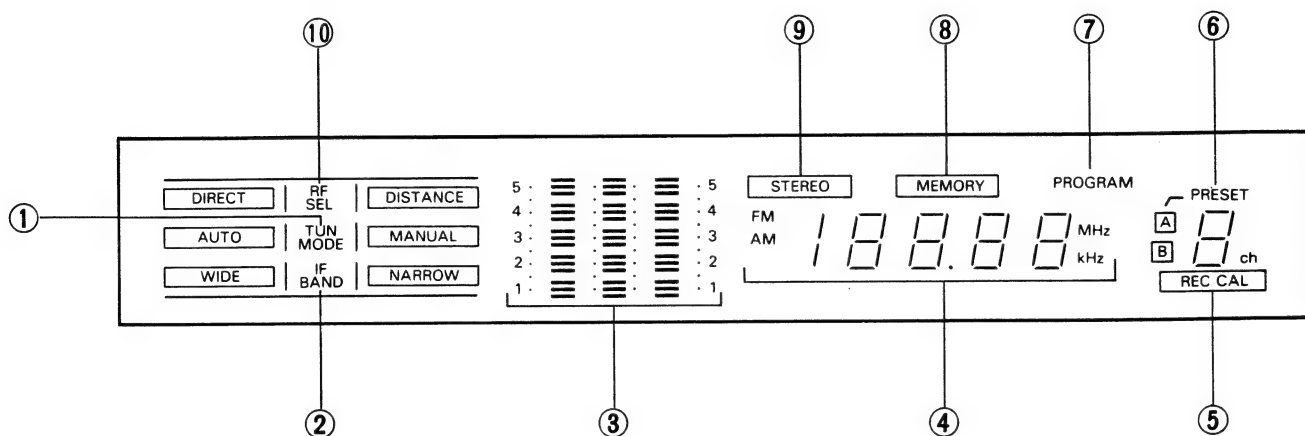 ⑩ ⑨ ⑧ ⑦ ⑥
DIRECT RF SEL DISTANCE
① AUTO TUN MODE MANUAL
WIDE IF BAND NARROW
5 · · · · 5
4 · · · · 4
3 · · · · 3
2 · · · · 2
1 · · · · 1
STEREO MEMORY PROGRAM
FM
AM
188.88
MHz
kHz
PRESET
A
B
8 ch
REC CAL
② ③ ④ ⑤